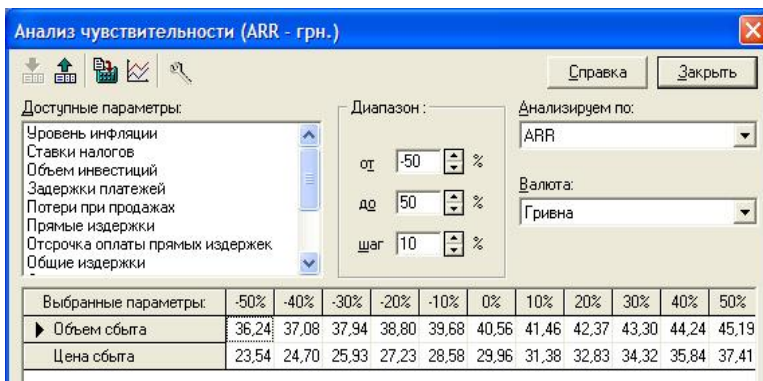 Анализ чувствительности (ARR - грн.)
Справка
Закрыть
Доступные параметры:
Уровень инфляции
Ставки налогов
Объем инвестиций
Задержки платежей
Потери при продажах
Прямые издержки
Отсрочка оплаты прямых издержек
Общие издержки
Диапазон :
от -50 %
до 50 %
шаг 10 %
Анализируем по:
ARR
Валюта:
Гривна
Выбранные параметры: -50% -40% -30% -20% -10% 0% 10% 20% 30% 40% 50%
Объем сбыта 36,24 37,08 37,94 38,80 39,68 40,56 41,46 42,37 43,30 44,24 45,19
Цена сбыта 23,54 24,70 25,93 27,23 28,58 29,96 31,38 32,83 34,32 35,84 37,41